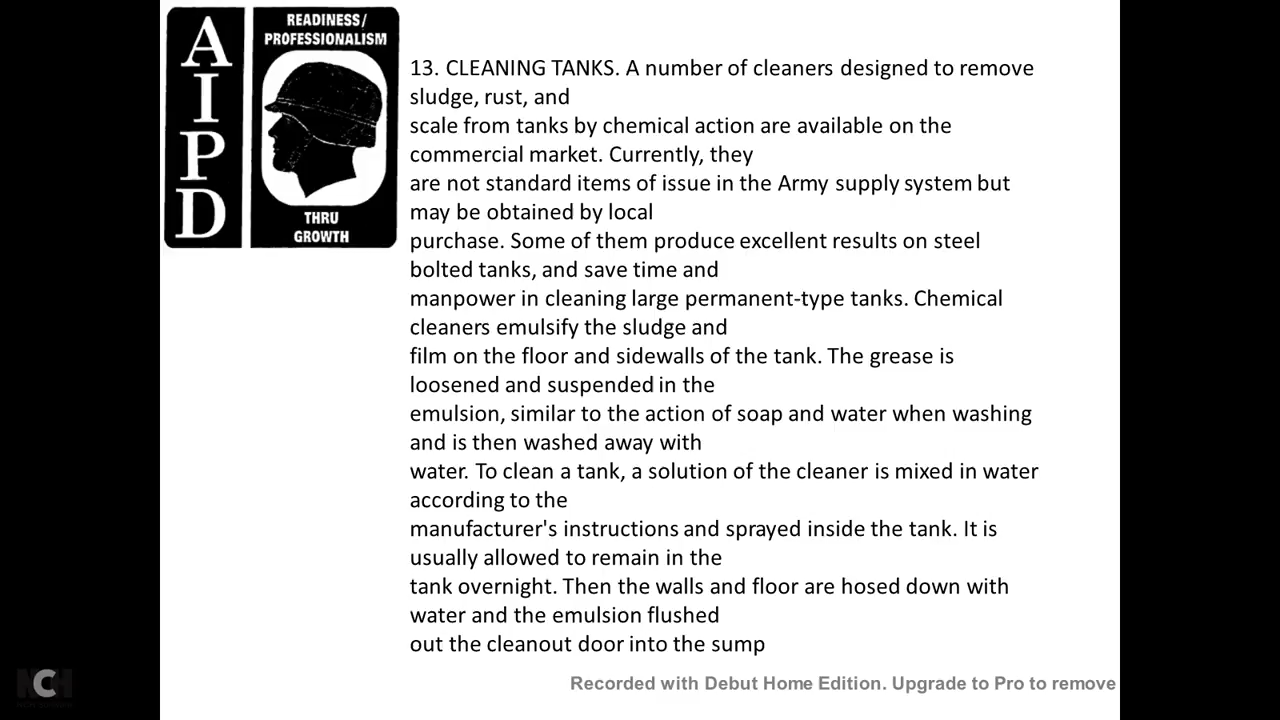 AIPD
READINESS/
PROFESSIONALISM
THRU
GROWTH
13. CLEANING TANKS. A number of cleaners designed to remove
sludge, rust, and
scale from tanks by chemical action are available on the
commercial market. Currently, they
are not standard items of issue in the Army supply system but
may be obtained by local
purchase. Some of them produce excellent results on steel
bolted tanks, and save time and
manpower in cleaning large permanent-type tanks. Chemical
cleaners emulsify the sludge and
film on the floor and sidewalls of the tank. The grease is
loosened and suspended in the
emulsion, similar to the action of soap and water when washing
and is then washed away with
water. To clean a tank, a solution of the cleaner is mixed in water
according to the
manufacturer's instructions and sprayed inside the tank. It is
usually allowed to remain in the
tank overnight. Then the walls and floor are hosed down with
water and the emulsion flushed
out the cleanout door into the sump
NCH
Recorded with Debut Home Edition. Upgrade to Pro to remove